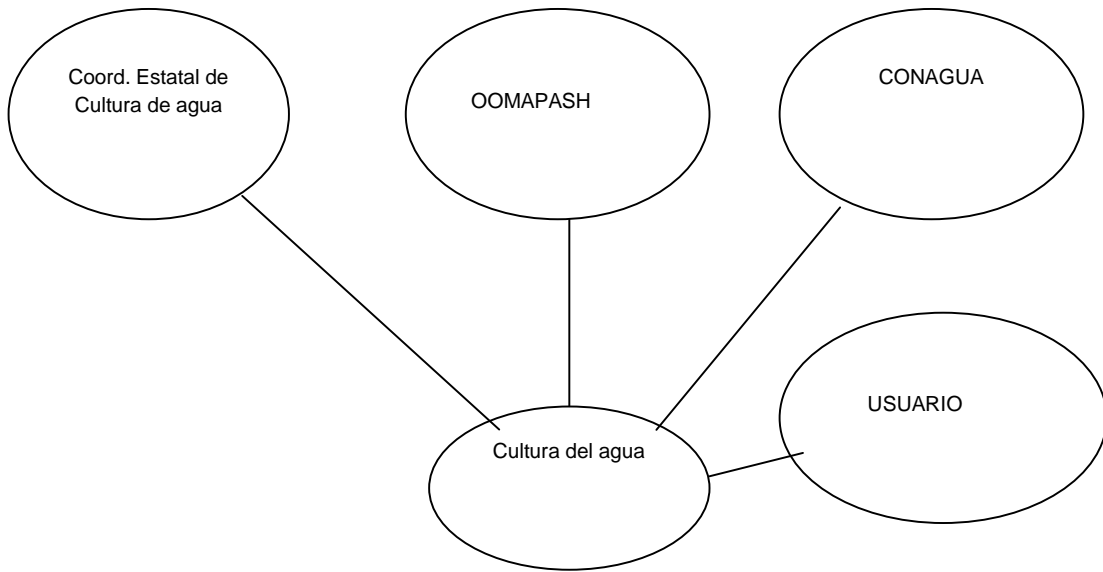 Coord. Estatal de
Cultura de agua
OOMAPASH
CONAGUA
USUARIO
Cultura del agua